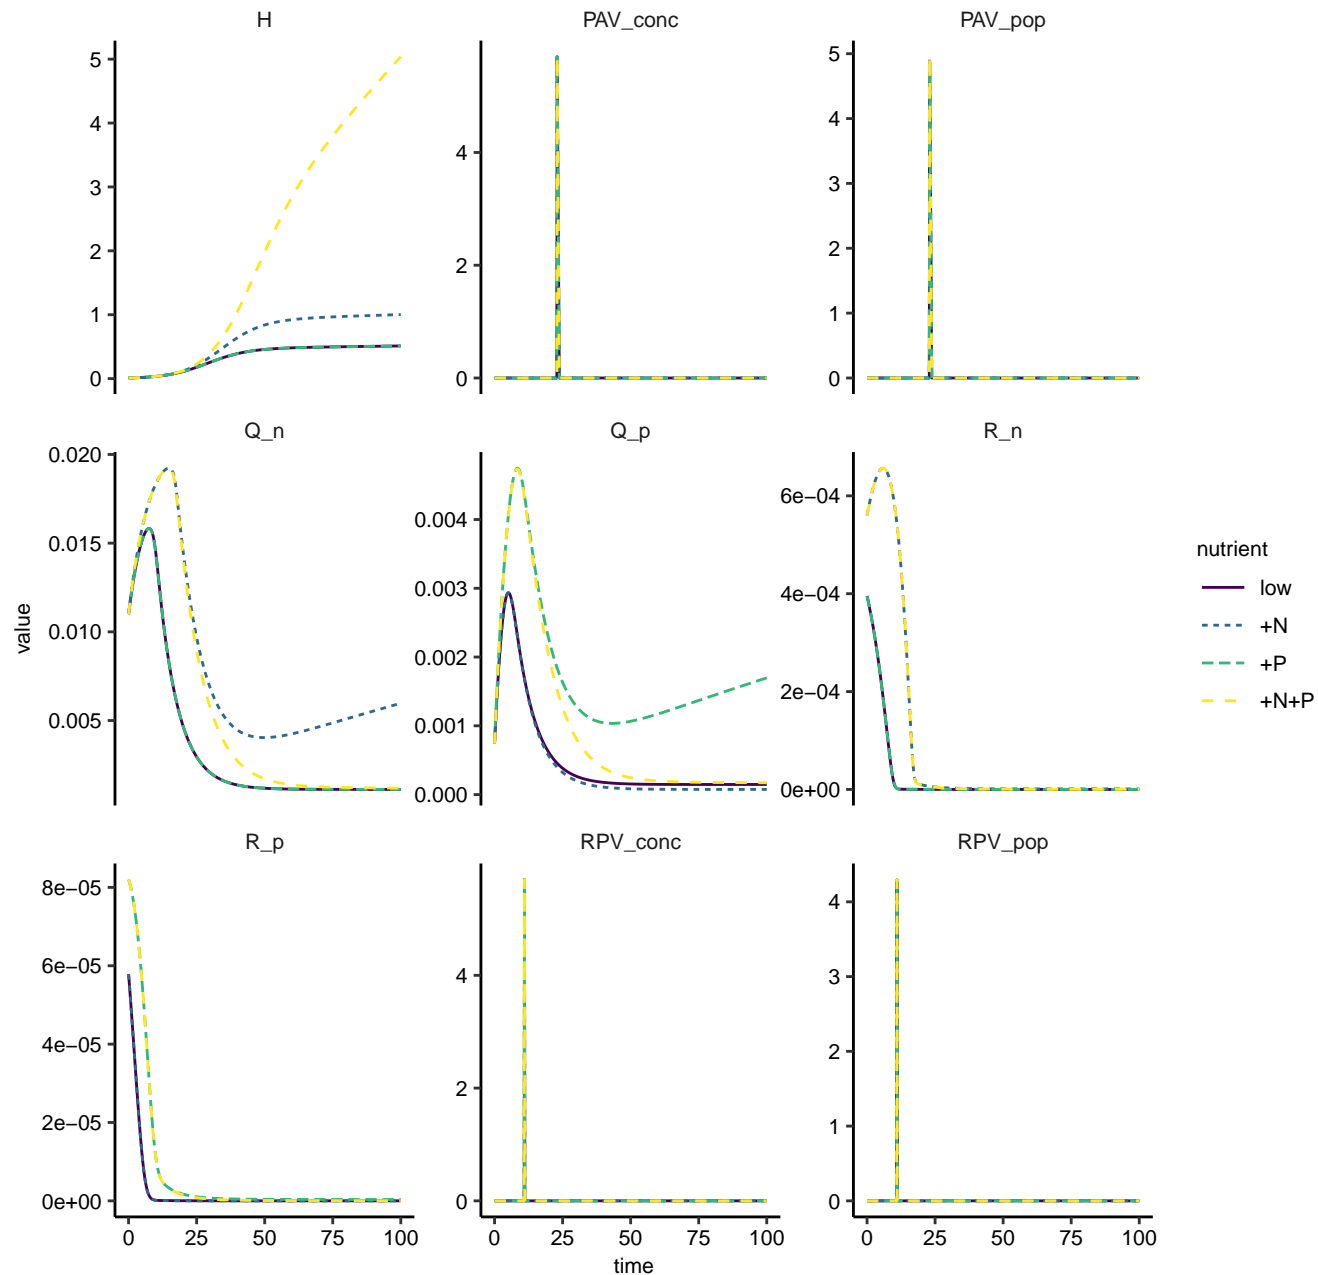 H
PAV_conc
PAV_pop
5
4
3
2
1
0
4
2
0
5
4
3
2
1
0
Q_n
Q_p
R_n
0.020
0.015
0.010
0.005
0.004
0.003
0.002
0.001
0.000
6e−04
4e−04
2e−04
0e+00
value
nutrient
low
+N
+P
+N+P
R_p
RPV_conc
RPV_pop
8e−05
6e−05
4e−05
2e−05
0e+00
4
2
0
4
3
2
1
0
0 25 50 75 100
0 25 50 75 100
0 25 50 75 100
time